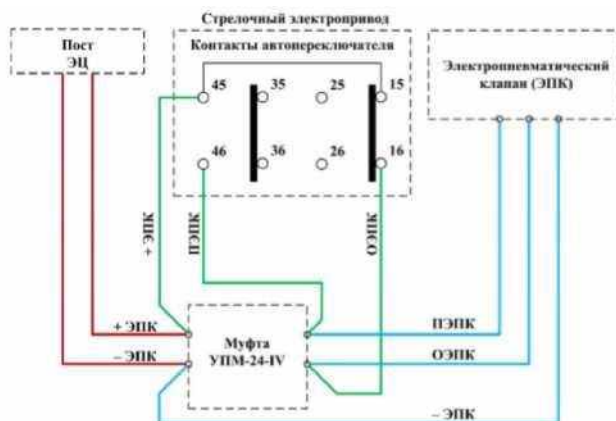 Стрелочный электропривод
Пост
ЭЦ
Контакты автопереключателя
Электропневматический
клапан (ЭПК)
45
35
25
15
46
36
26
16
+ ЭПК
ПЭПК
ОЭПК
+ ЭПК
– ЭПК
Муфта
УПМ-24-IV
ПЭПК
ОЭПК
– ЭПК